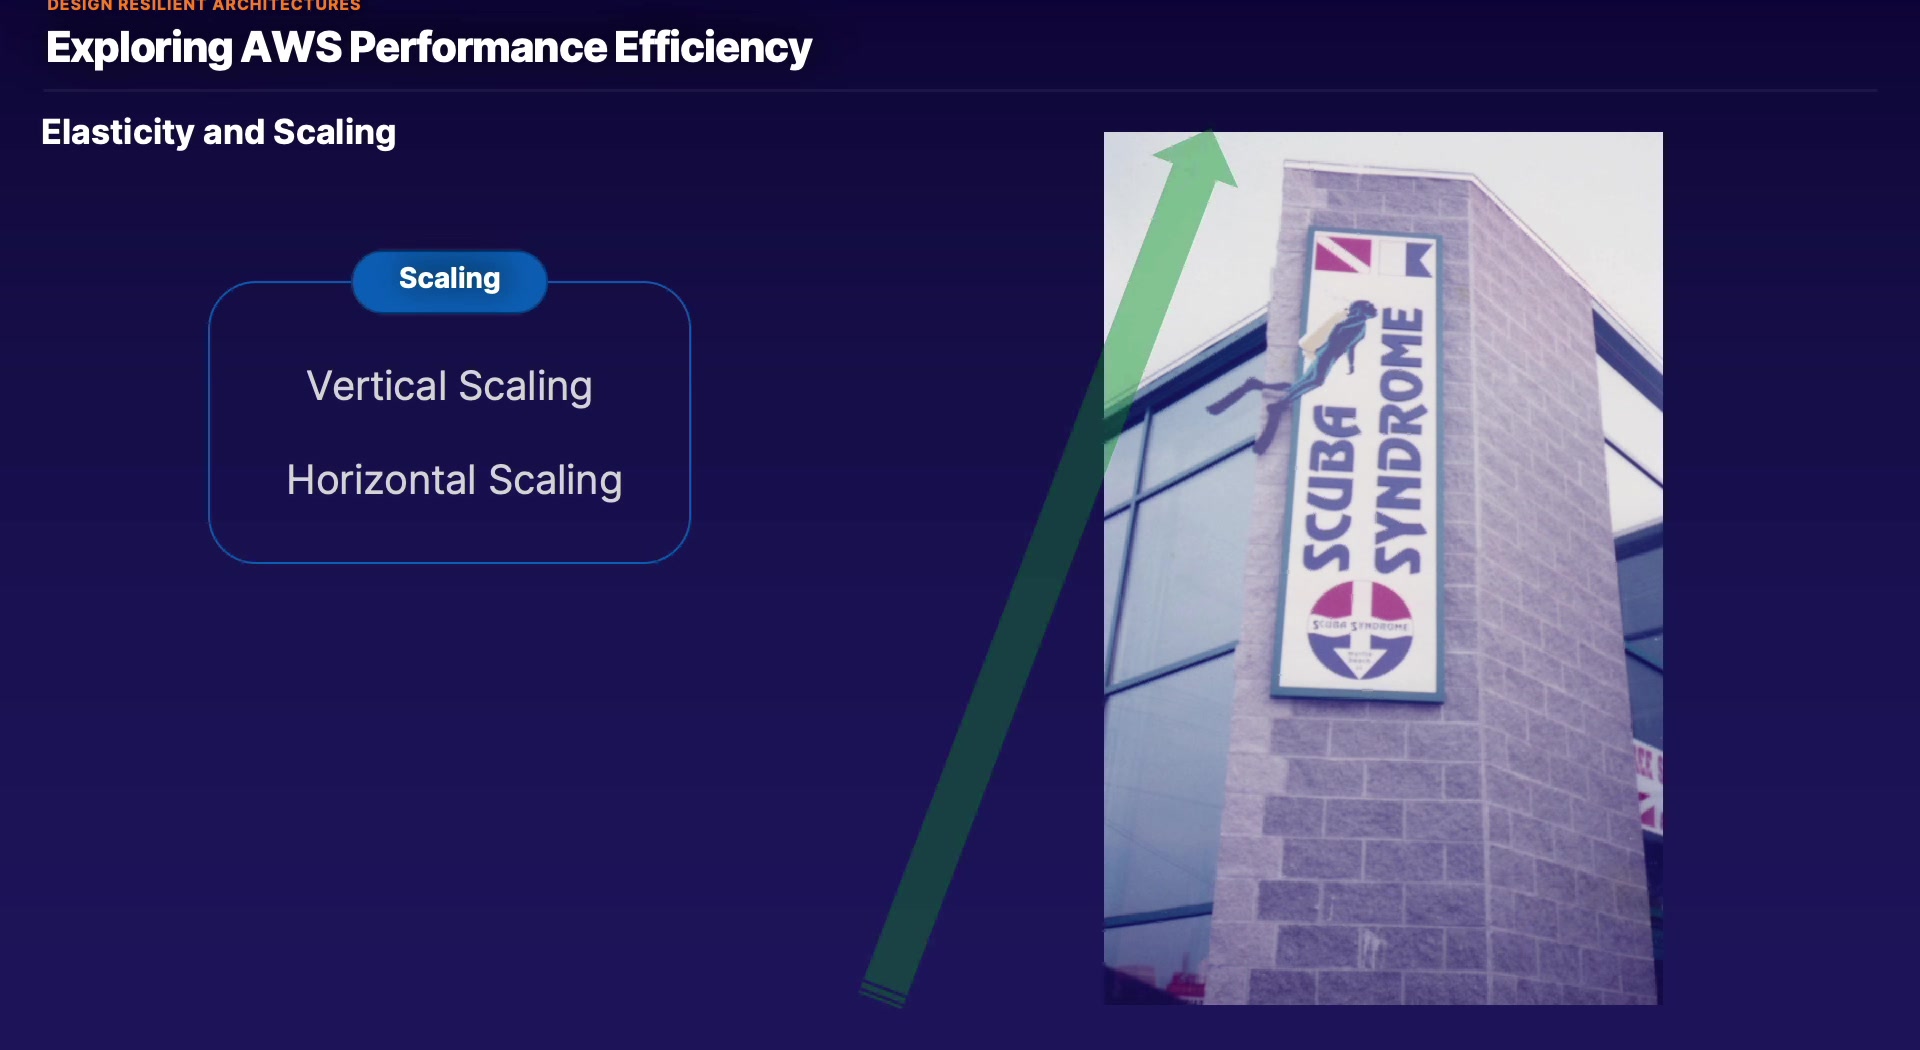 DESIGN RESILIENT ARCHITECTURES
Exploring AWS Performance Efficiency
Elasticity and Scaling
Scaling
Vertical Scaling
Horizontal Scaling
SCUBA
SYNDROME
SCUBA SYNDROME